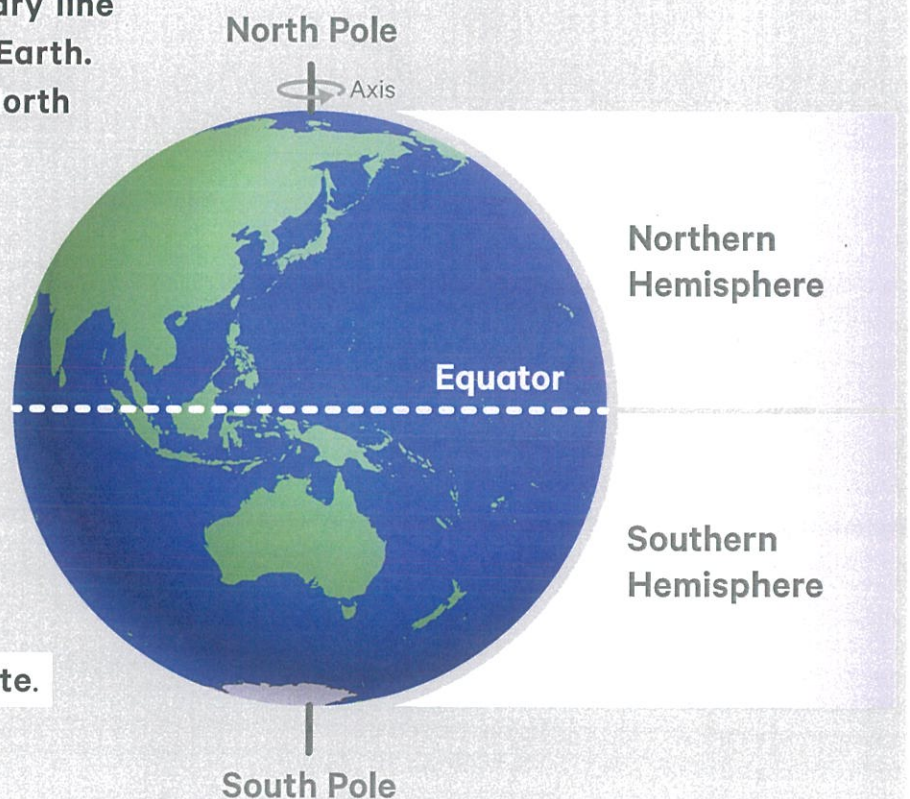 ary line
Earth.
orth
North Pole
Axis
Northern
Hemisphere
Equator
Southern
Hemisphere
te.
South Pole